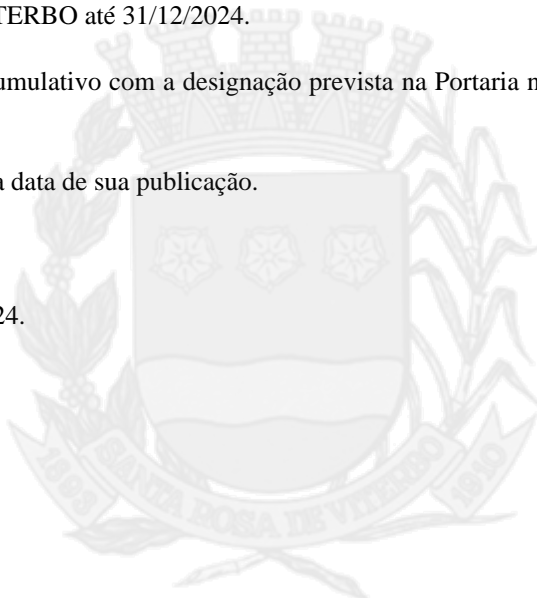 TERBO até 31/12/2024.
umulativo com a designação prevista na Portaria n
a data de sua publicação.
24.
1893 SANTA ROSA DE VITERBO 1910